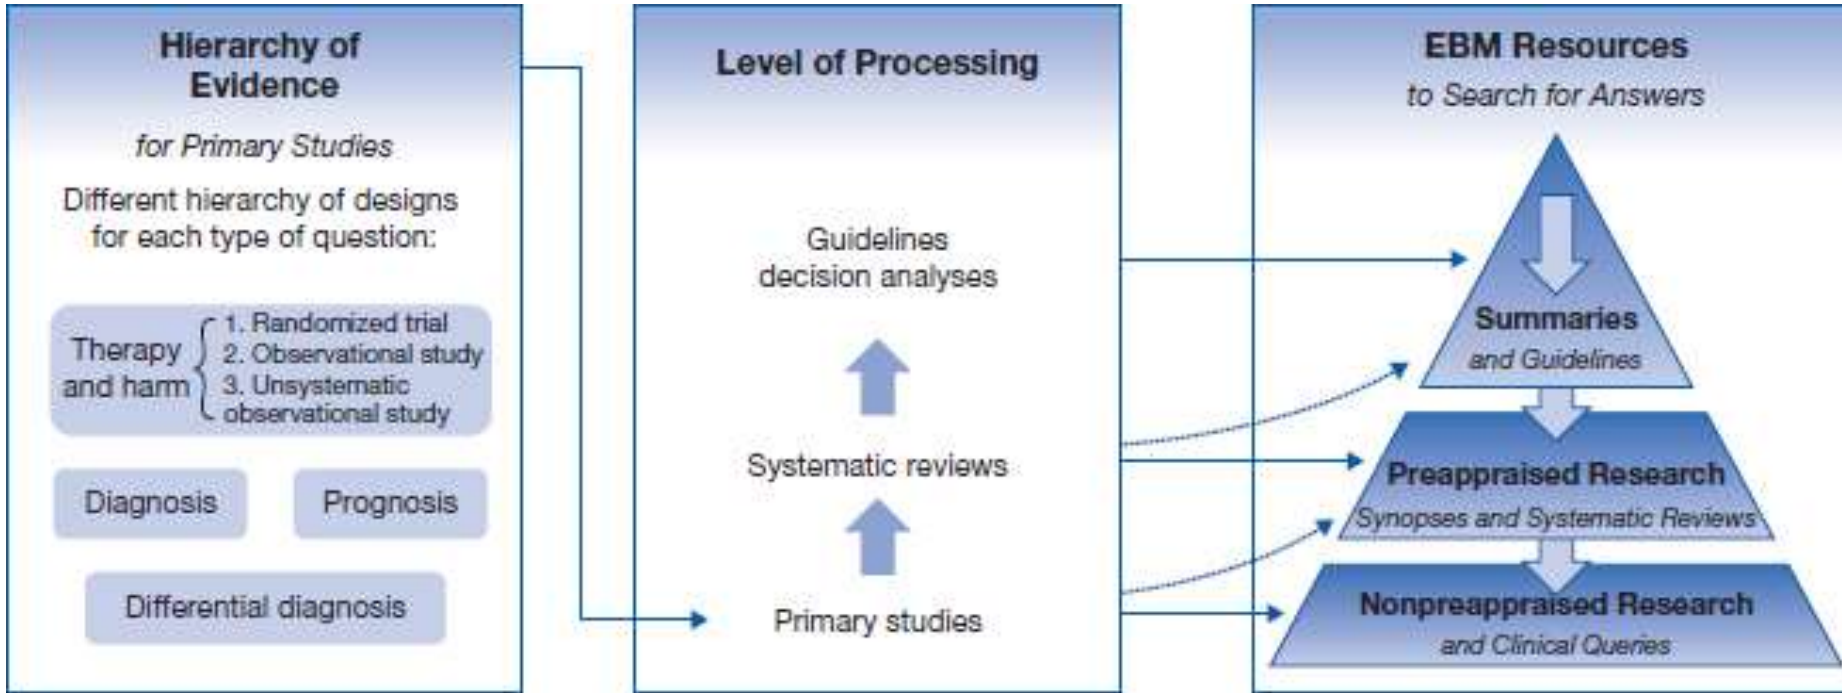 Hierarchy of
Evidence
for Primary Studies
Different hierarchy of designs
for each type of question:
Therapy
and harm
1. Randomized trial
2. Observational study
3. Unsystematic
observational study
Diagnosis
Prognosis
Differential diagnosis
Level of Processing
Guidelines
decision analyses
Systematic reviews
Primary studies
EBM Resources
to Search for Answers
Summaries
and Guidelines
Preappraised Research
Synopses and Systematic Reviews
Nonpreappraised Research
and Clinical Queries